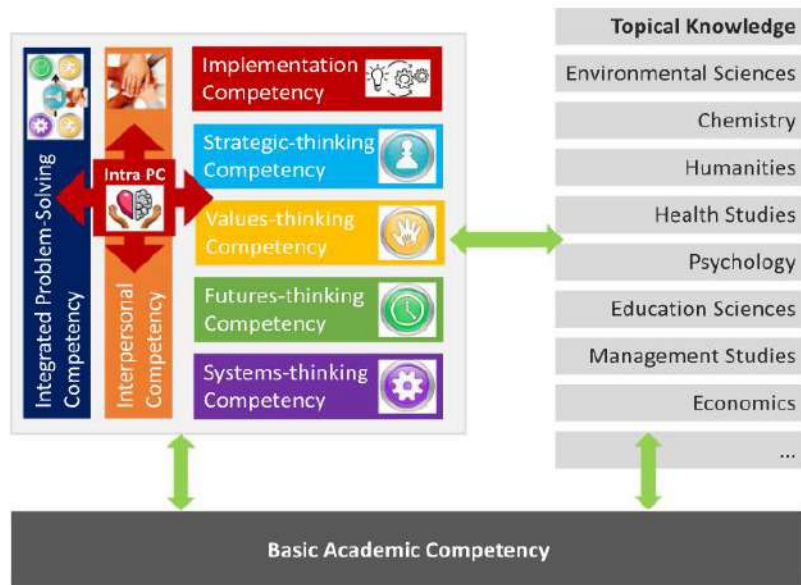 Integrated Problem-Solving
Competency
Interpersonal
Competency
Intra PC
Implementation
Competency
Strategic-thinking
Competency
Values-thinking
Competency
Futures-thinking
Competency
Systems-thinking
Competency
Topical Knowledge
Environmental Sciences
Chemistry
Humanities
Health Studies
Psychology
Education Sciences
Management Studies
Economics
...
Basic Academic Competency